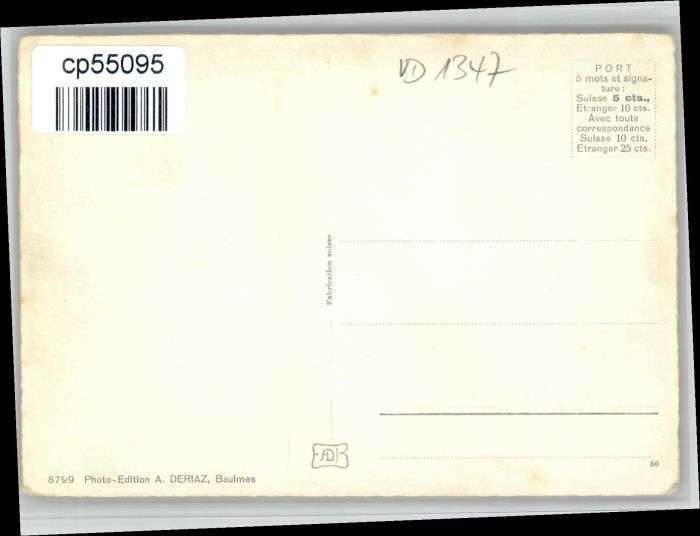 cp55095
VD 1347
PORT
5 mots et signa-
ture:
Suisse 5 cts.,
Etranger 10 cts.
Avec toute
correspondance
Suisse 10 cts.
Etranger 25 cts.
Fabrication suisse
AD
8799 Photo-Edition A. DERIAZ, Baulmes
50